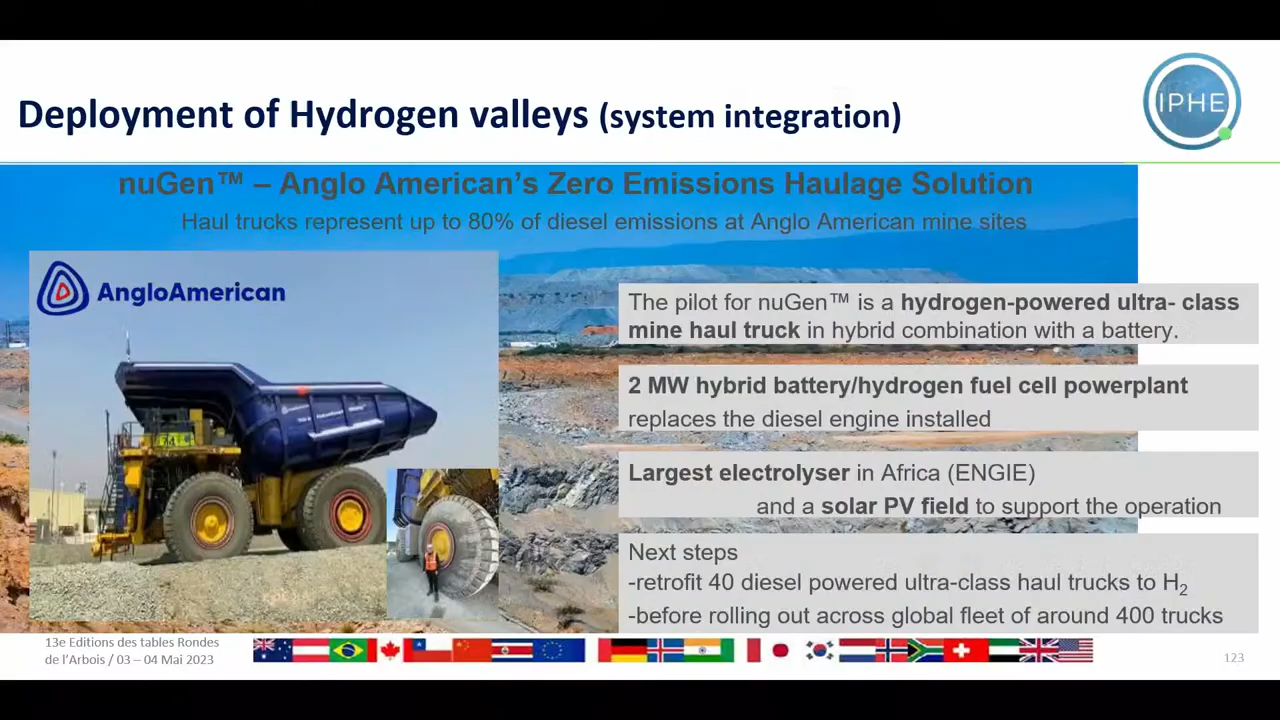 Deployment of Hydrogen valleys (system integration)
IPHE
nuGen™ – Anglo American’s Zero Emissions Haulage Solution
Haul trucks represent up to 80% of diesel emissions at Anglo American mine sites
AngloAmerican
The pilot for nuGen™ is a hydrogen-powered ultra- class
mine haul truck in hybrid combination with a battery.
2 MW hybrid battery/hydrogen fuel cell powerplant
replaces the diesel engine installed
Largest electrolyser in Africa (ENGIE)
and a solar PV field to support the operation
Next steps
-retrofit 40 diesel powered ultra-class haul trucks to H₂
-before rolling out across global fleet of around 400 trucks
13e Editions des tables Rondes
de l’Arbois / 03 – 04 Mai 2023
123